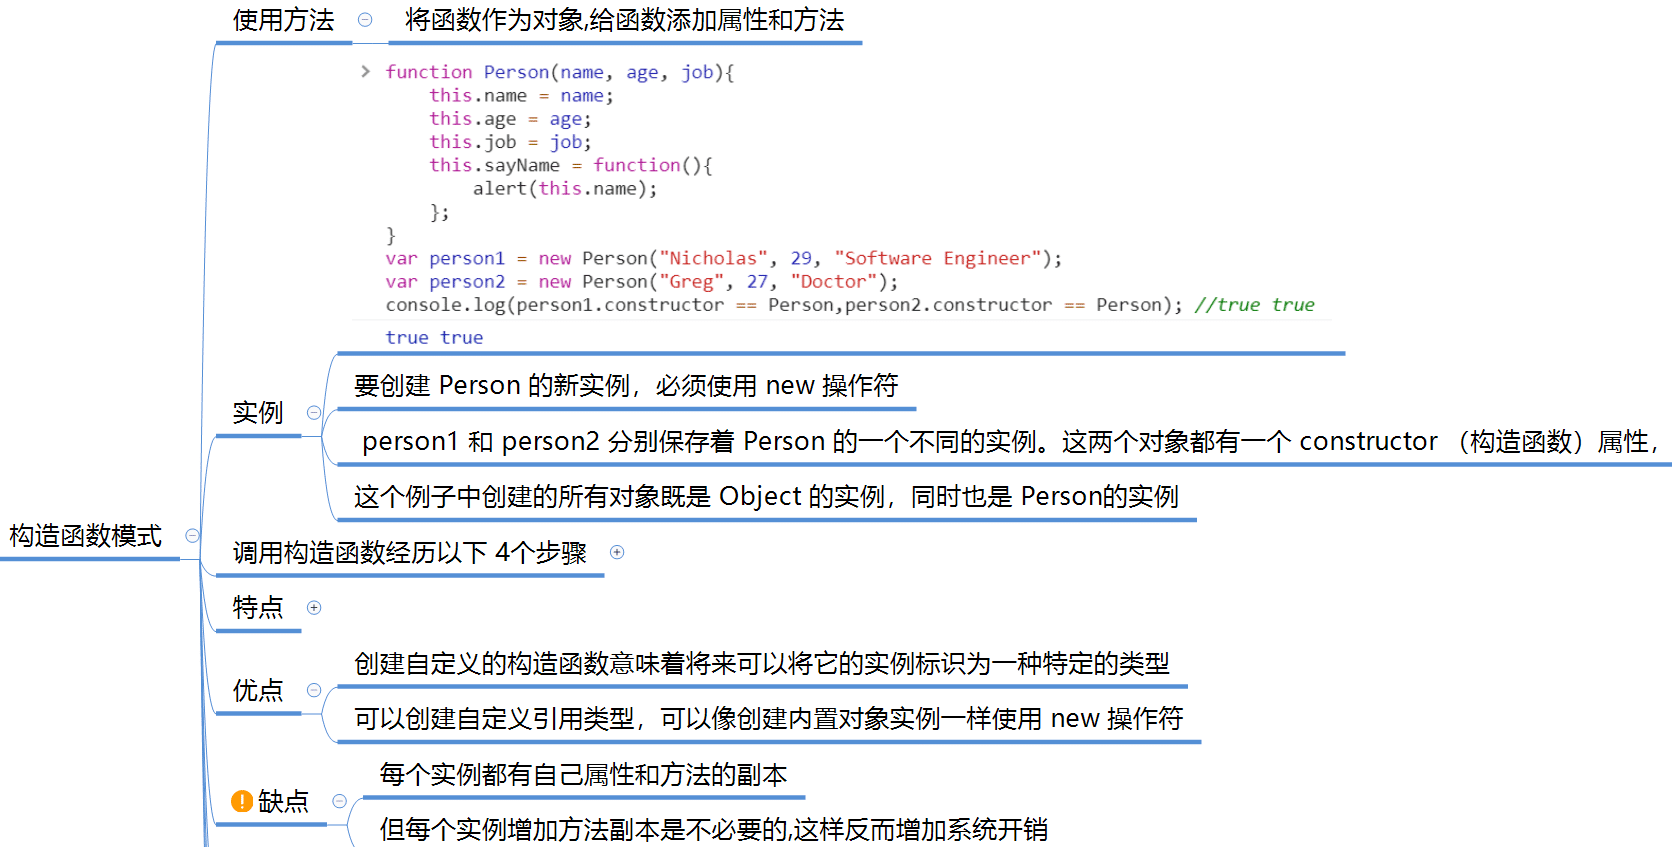 使用方法
将函数作为对象,给函数添加属性和方法
function Person(name, age, job){
this.name = name;
this.age = age;
this.job = job;
this.sayName = function(){
alert(this.name);
};
}
var person1 = new Person("Nicholas", 29, "Software Engineer");
var person2 = new Person("Greg", 27, "Doctor");
console.log(person1.constructor == Person,person2.constructor == Person); //true true
true true
实例
要创建 Person 的新实例，必须使用 new 操作符
person1 和 person2 分别保存着 Person 的一个不同的实例。这两个对象都有一个 constructor （构造函数）属性，
这个例子中创建的所有对象既是 Object 的实例，同时也是 Person的实例
构造函数模式
调用构造函数经历以下 4个步骤
特点
优点
创建自定义的构造函数意味着将来可以将它的实例标识为一种特定的类型
可以创建自定义引用类型，可以像创建内置对象实例一样使用 new 操作符
缺点
每个实例都有自己属性和方法的副本
但每个实例增加方法副本是不必要的,这样反而增加系统开销